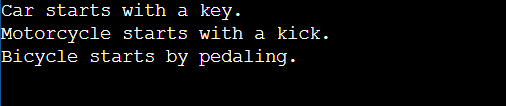 Car starts with a key.
Motorcycle starts with a kick.
Bicycle starts by pedaling.